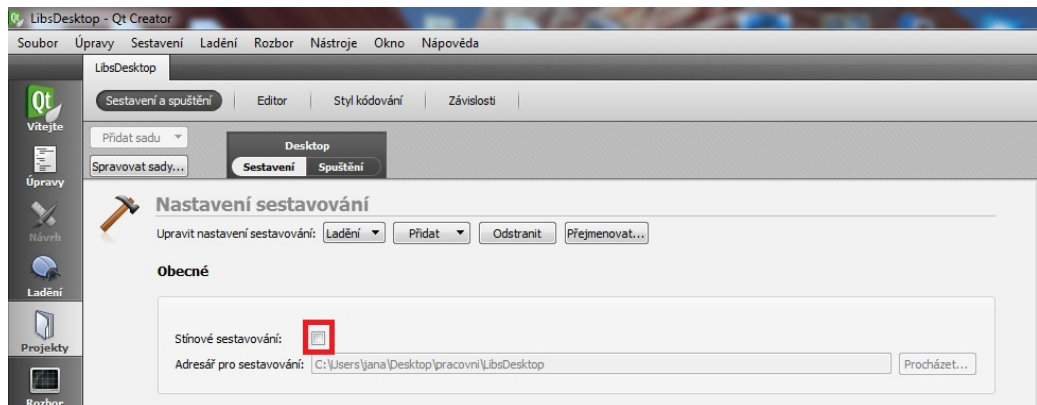 LibsDesktop - Qt Creator
Soubor Úpravy Sestavení Ladění Rozbor Nástroje Okno Nápověda
LibsDesktop
Qt
Vítejte
Úpravy
Návrh
Ladění
Projekty
Rozbor
Sestavení a spuštění Editor Styl kódování Závislosti
Přidat sadu
Spravovat sady...
Desktop
Sestavení Spuštění
Nastavení sestavování
Upravit nastavení sestavování: Ladění Přidat Odstranit Přejmenovat...
Obecné
Stínové sestavování:
Adresář pro sestavování: C:\Users\jana\Desktop\pracovni\LibsDesktop Procházet...